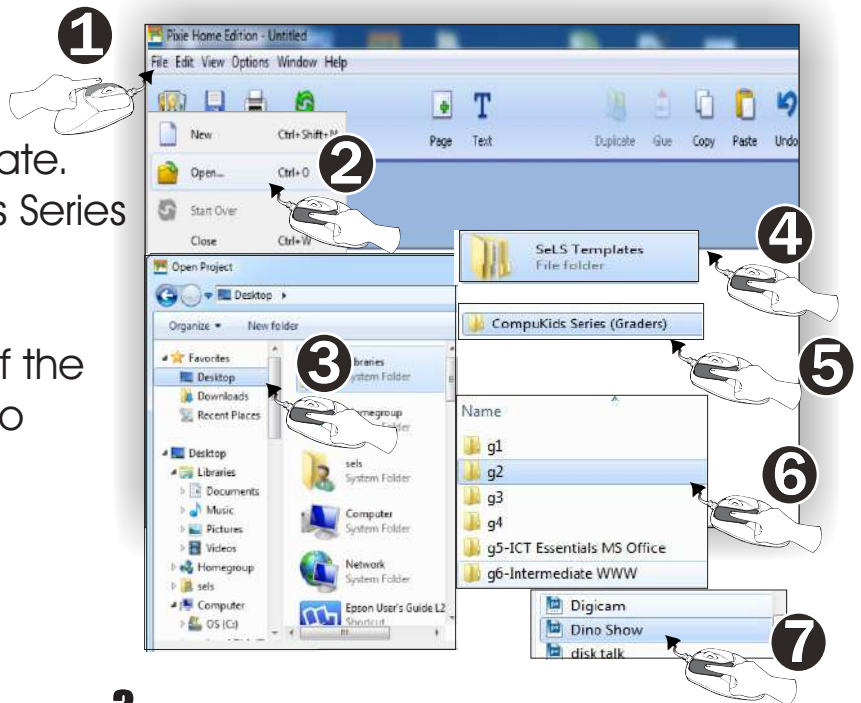 1
Pixie Home Edition - Untitled
File Edit View Options Window Help
New Ctrl+Shift+N
Page Text Duplicate Glue Copy Paste Undo
2
Open... Ctrl+O
Start Over
Close Ctrl+W
ate.
s Series
f the
o
Open Project
Desktop
Organize New folder
3
Favorites
Desktop
Downloads
Recent Places
Desktop
Libraries
Documents
Music
Pictures
Videos
Homegroup
sels
Computer
OS (C:)
braries
System Folder
megroup
sels
System Folder
Computer
System Folder
Network
System Folder
Epson User's Guide L2
Shortcut
4
SeLS Templates
File folder
5
CompuKids Series (Graders)
6
Name
g1
g2
g3
g4
g5-ICT Essentials MS Office
g6-Intermediate WWW
7
Digicam
Dino Show
disk talk